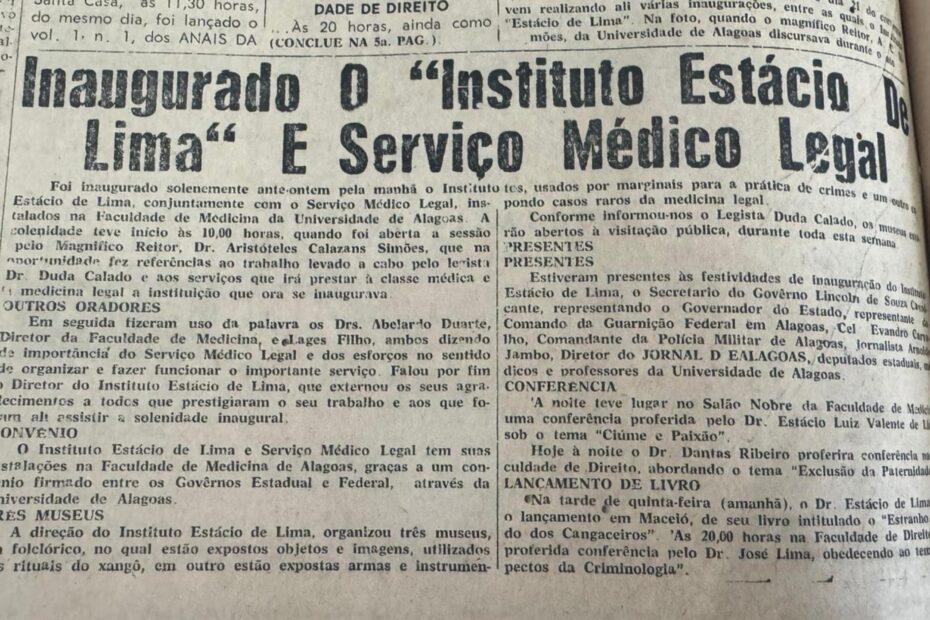 Santa Casa, às 11,30 horas,
do mesmo dia, foi lançado o
vol. 1. n. 1, dos ANAIS DA
DADE DE DIREITO
...Às 20 horas, ainda como
(CONCLUE NA 5a. PAG.).
vem realizando ali várias inaugurações, entre as quais o
"Estácio de Lima". Na foto, quando o magnífico Reitor, A. C.
mões, da Universidade de Alagoas discursava durante o
Inaugurado O "Instituto Estácio De
Lima" E Serviço Médico Legal
Foi inaugurado solenemente ante-ontem pela manhã o Instituto
Estácio de Lima, conjuntamente com o Serviço Médico Legal, ins-
talados na Faculdade de Medicina da Universidade de Alagoas. A
solenidade teve início às 10,00 horas, quando foi aberta a sessão
pelo Magnífico Reitor, Dr. Aristóteles Calazans Simões, que na
oportunidade fez referências ao trabalho levado a cabo pelo legista
Dr. Duda Calado e aos serviços que irá prestar à classe médica e
medicina legal a instituição que ora se inaugurava.
OUTROS ORADORES
Em seguida fizeram uso da palavra os Drs. Abelardo Duarte,
Diretor da Faculdade de Medicina, e Lages Filho, ambos dizendo
de importância do Serviço Médico Legal e dos esforços no sentido
de organizar e fazer funcionar o importante serviço. Falou por fim
o Diretor do Instituto Estácio de Lima, que externou os seus agra-
decimentos a todos que prestigiaram o seu trabalho e aos que fo-
ram ali assistir a solenidade inaugural.
CONVÊNIO
O Instituto Estácio de Lima e Serviço Médico Legal tem suas
nstalações na Faculdade de Medicina de Alagoas, graças a um con-
ênio firmado entre os Govêrnos Estadual e Federal, através da
niversidade de Alagoas.
RÊS MUSEUS
A direção do Instituto Estácio de Lima, organizou três museus,
folclórico, no qual estão expostos objetos e imagens, utilizados
s rituais do xangô, em outro estão expostas armas e instrumen-
tos, usados por marginais para a prática de crimes e um outro
pondo casos raros da medicina legal.
Conforme informou-nos o Legista Duda Calado, os museus
rão abertos à visitação pública, durante toda esta semana.
PRESENTES
PRESENTES
Estiveram presentes às festividades de inauguração do Instituto
Estácio de Lima, o Secretario do Govêrno Lincoln de Souza
cante, representando o Governador do Estado, representante do
Comando da Guarnição Federal em Alagoas, Cel Evandro
lho, Comandante da Polícia Militar de Alagoas, jornalista Arnoldo
Jambo, Diretor do JORNAL D EALAGOAS, deputados estaduais,
dicos e professores da Universidade de Alagoas.
CONFERÊNCIA
'A noite teve lugar no Salão Nobre da Faculdade de Medici
uma conferência proferida pelo Dr. Estácio Luiz Valente de Li
sob o tema "Ciúme e Paixão".
Hoje à noite o Dr. Dantas Ribeiro proferira conferência na
culdade de Direito, abordando o tema "Exclusão da Paternidade
LANÇAMENTO DE LIVRO
Na tarde de quinta-feira (amanhã), o Dr. Estácio de Lima
o lançamento em Maceió, de seu livro intitulado o "Estranho
do dos Cangaceiros". 'As 20,00 horas na Faculdade de Direito
proferida conferência pelo Dr. José Lima, obedecendo ao tem
pectos da Criminologia".